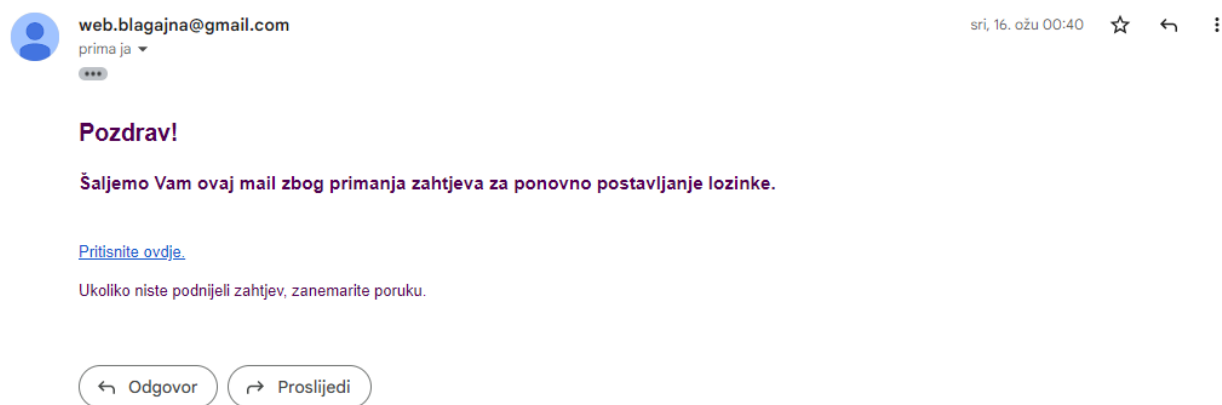 web.blagajna@gmail.com
sri, 16. ožu 00:40
prima ja
Pozdrav!
Šaljemo Vam ovaj mail zbog primanja zahtjeva za ponovno postavljanje lozinke.
Pritisnite ovdje.
Ukoliko niste podnijeli zahtjev, zanemarite poruku.
Odgovor
Proslijedi